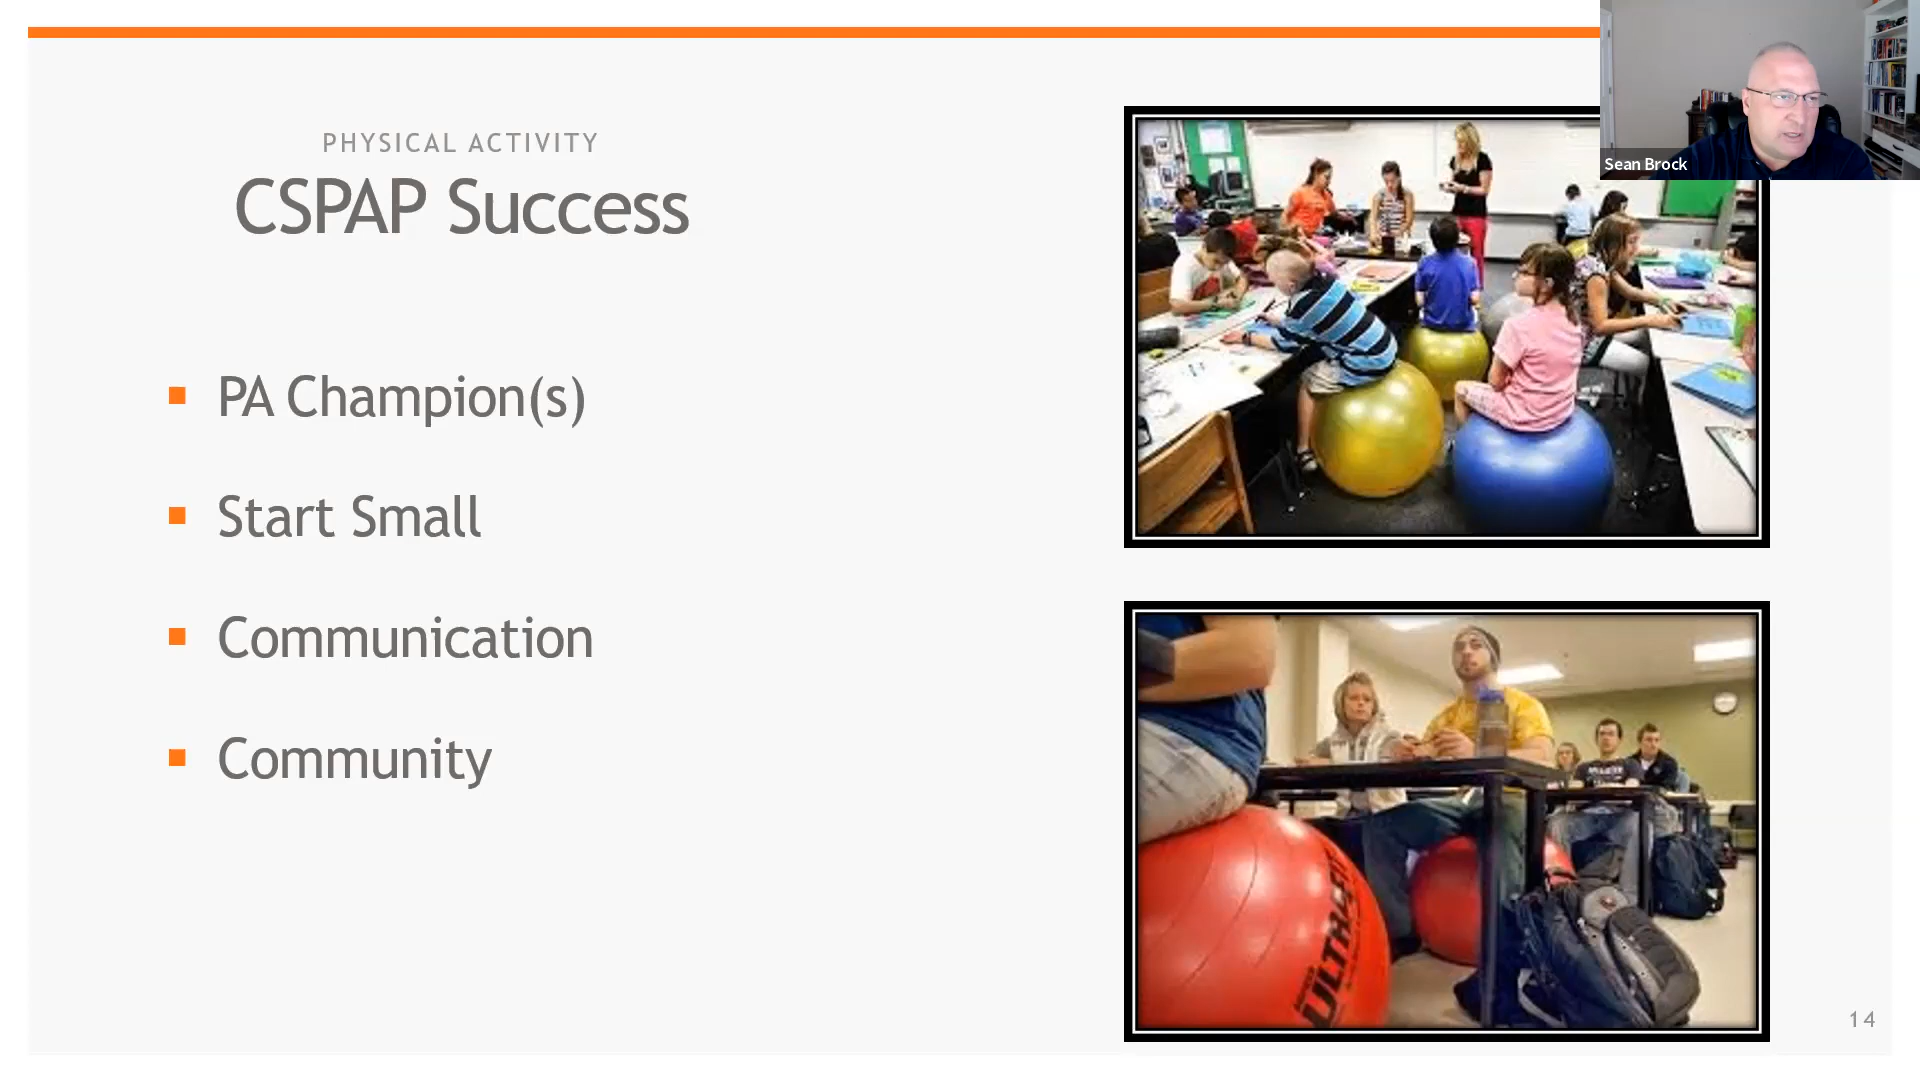 PHYSICAL ACTIVITY
CSPAP Success
PA Champion(s)
Start Small
Communication
Community
Sean Brock
14